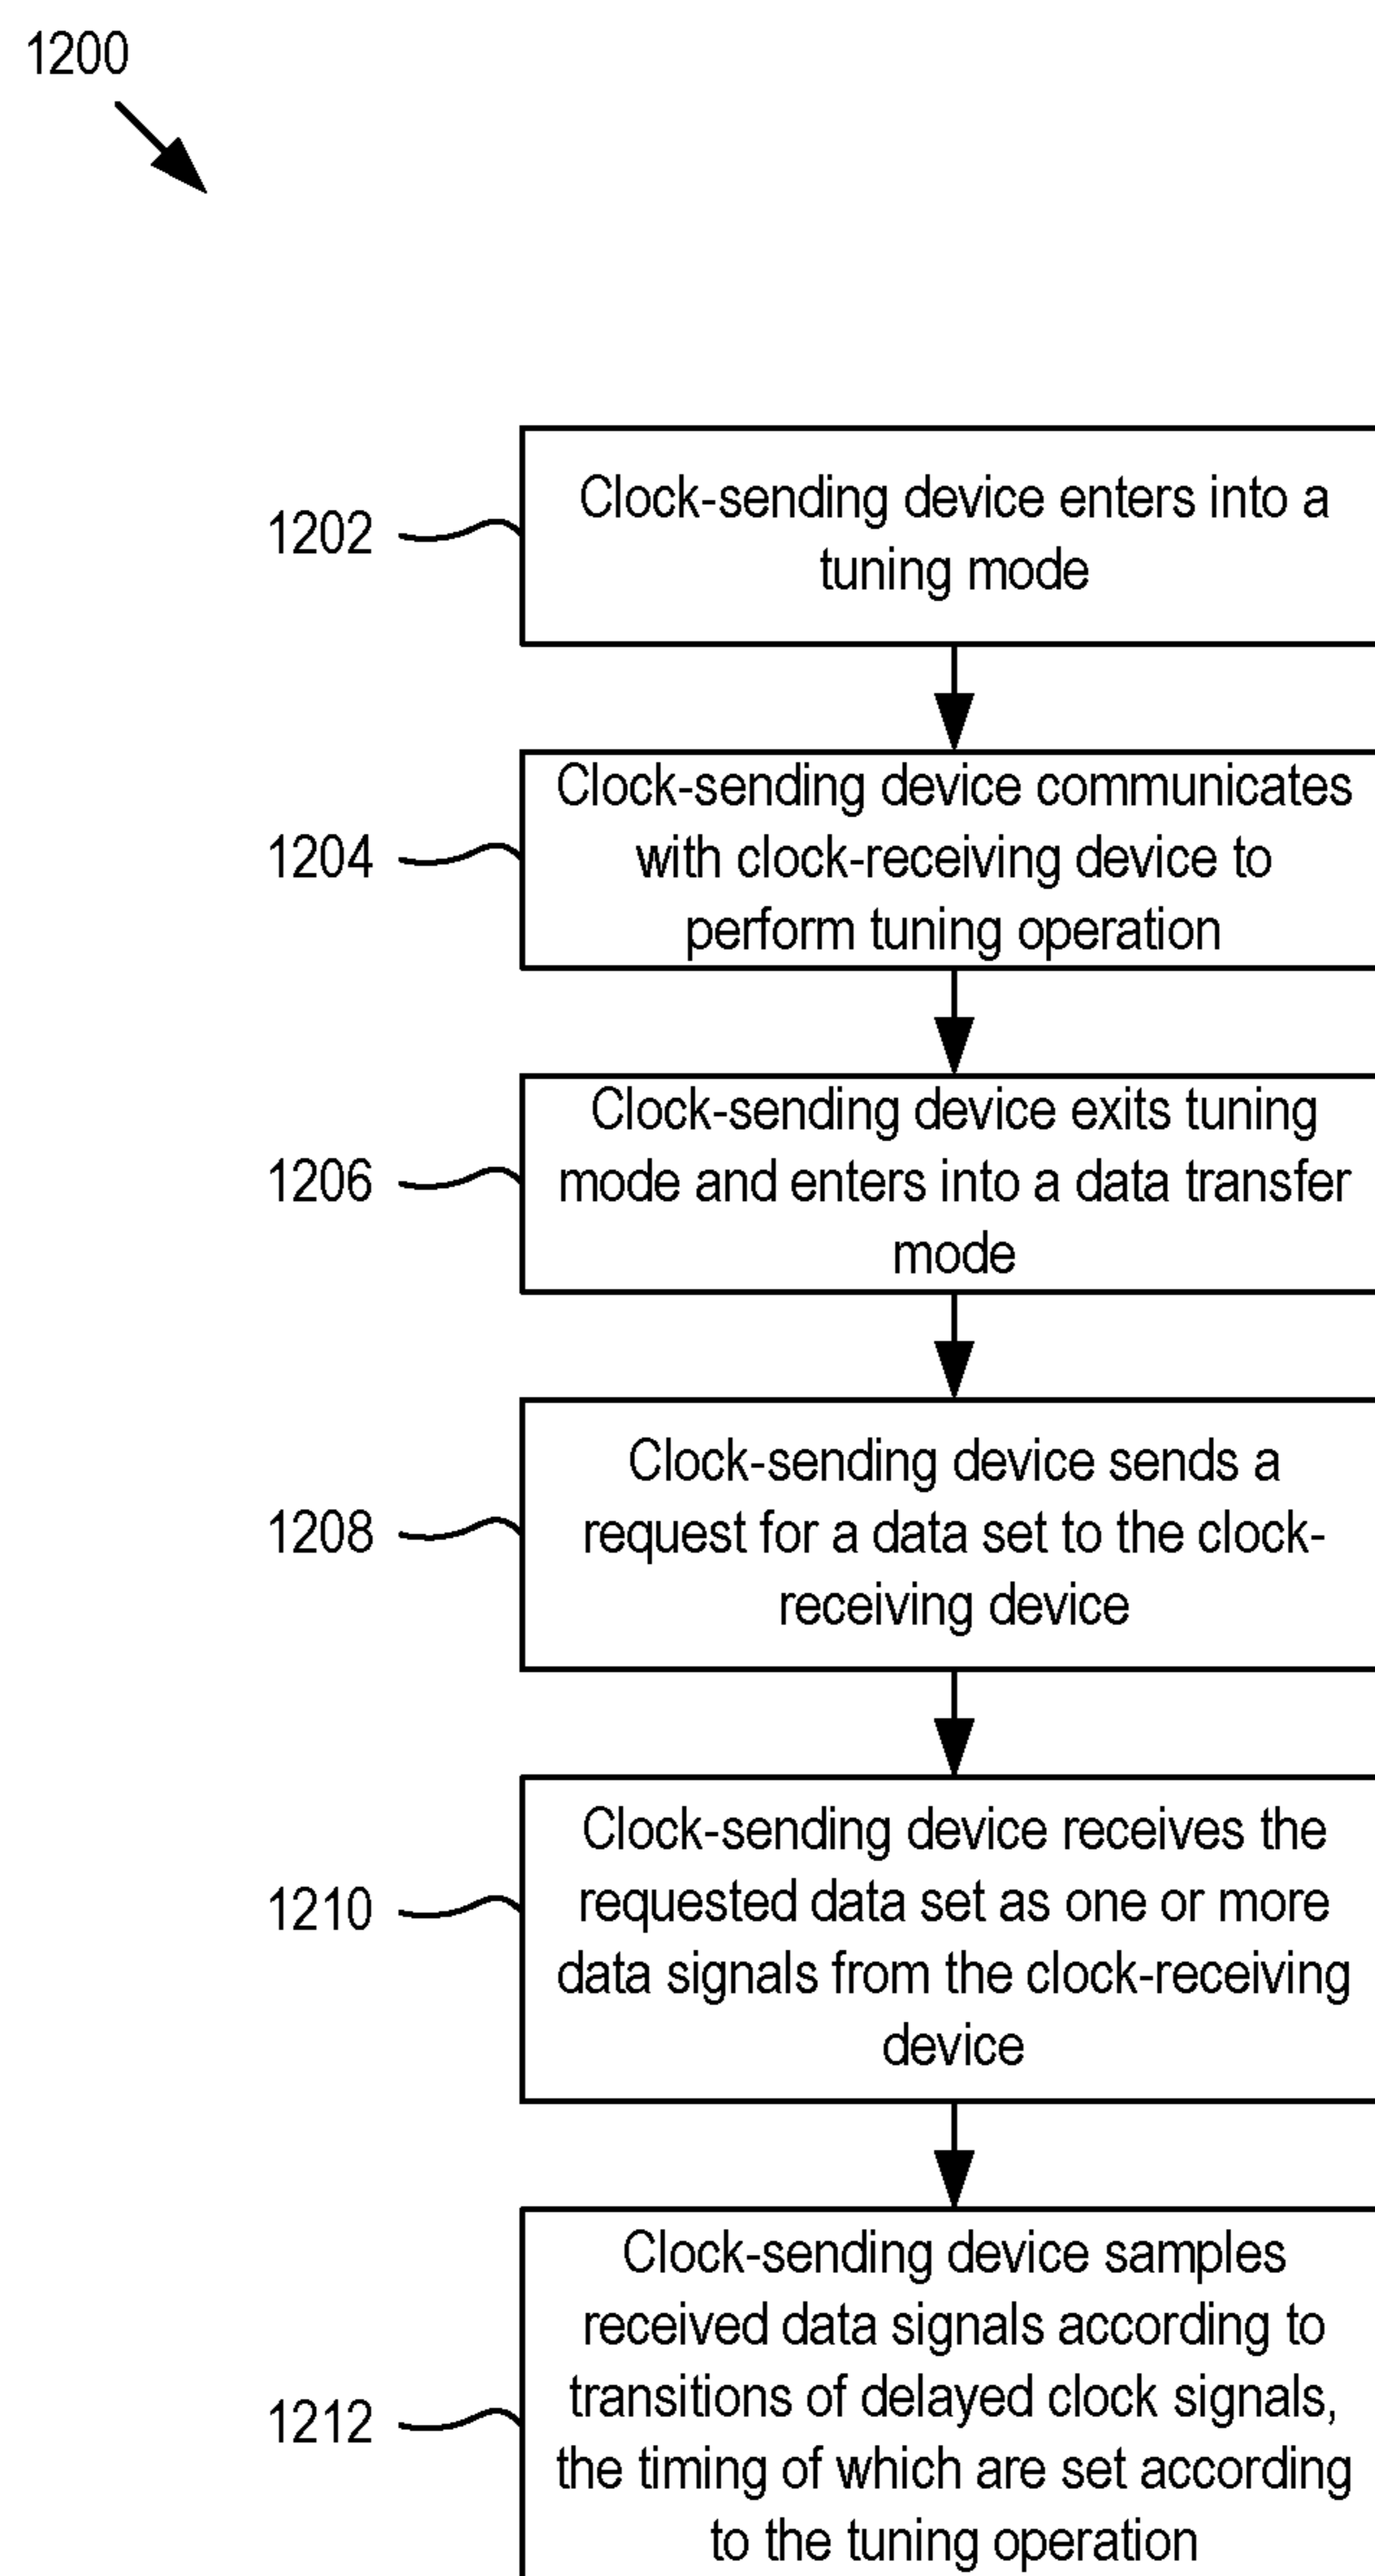 1200
1202
Clock-sending device enters into a
tuning mode
1204
Clock-sending device communicates
with clock-receiving device to
perform tuning operation
1206
Clock-sending device exits tuning
mode and enters into a data transfer
mode
1208
Clock-sending device sends a
request for a data set to the clock-
receiving device
1210
Clock-sending device receives the
requested data set as one or more
data signals from the clock-receiving
device
1212
Clock-sending device samples
received data signals according to
transitions of delayed clock signals,
the timing of which are set according
to the tuning operation